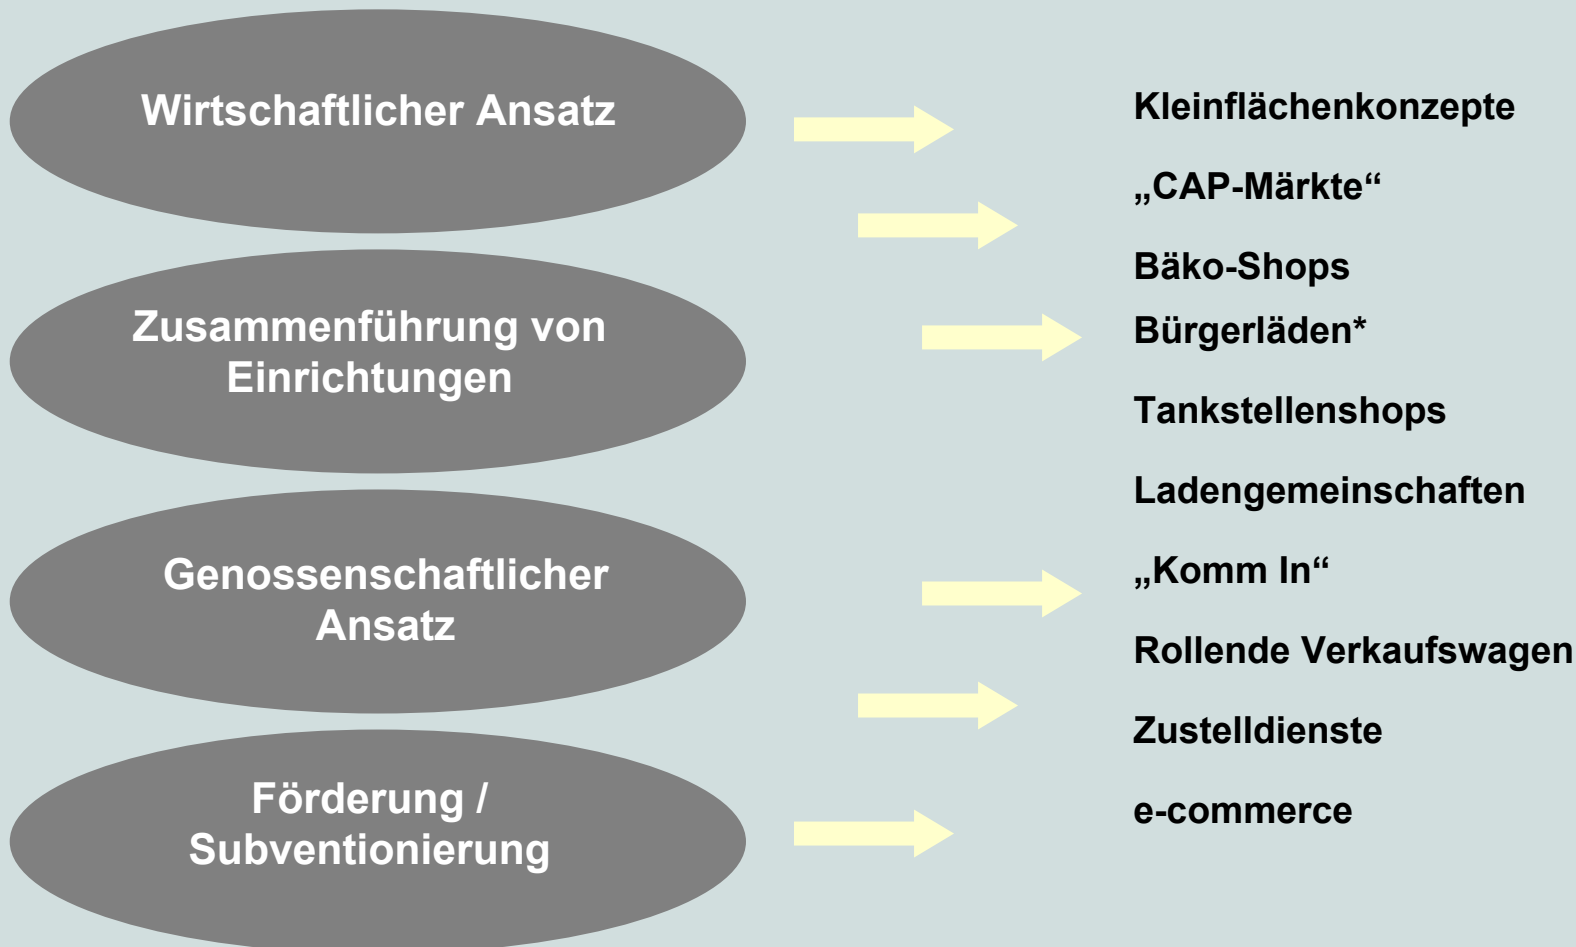 Wirtschaftlicher Ansatz
Zusammenführung von
Einrichtungen
Genossenschaftlicher
Ansatz
Förderung /
Subventionierung
Kleinflächenkonzepte
„CAP-Märkte“
Bäko-Shops
Bürgerläden*
Tankstellenshops
Ladengemeinschaften
„Komm In“
Rollende Verkaufswagen
Zustelldienste
e-commerce